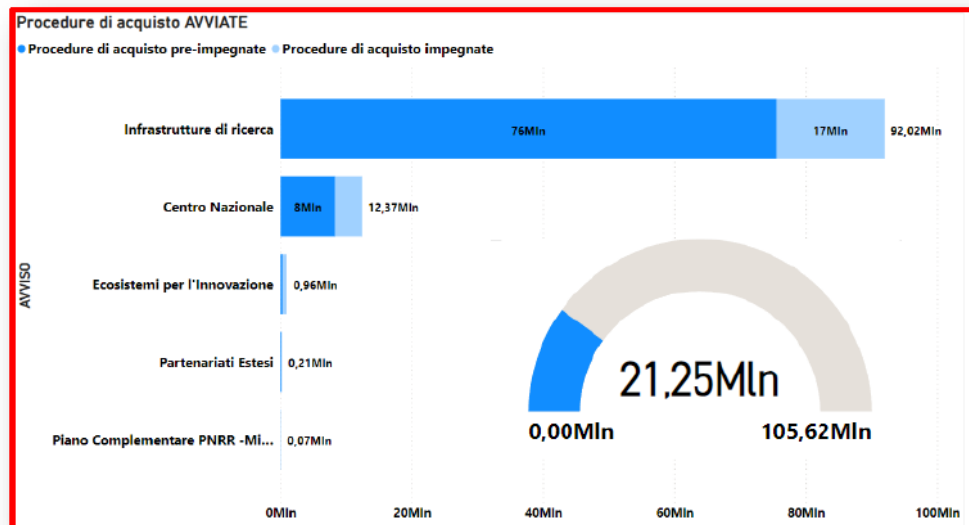 Procedure di acquisto AVVIATE
Procedure di acquisto pre-impegnate Procedure di acquisto impegnate
AVVISO
Infrastrutture di ricerca 76Mln 17Mln 92,02Mln
Centro Nazionale 8Mln 12,37Mln
Ecosistemi per l'Innovazione 0,96Mln
Partenariati Estesi 0,21Mln
Piano Complementare PNRR -Mi... 0,07Mln
21,25Mln
0,00Mln 105,62Mln
0Mln 20Mln 40Mln 60Mln 80Mln 100Mln